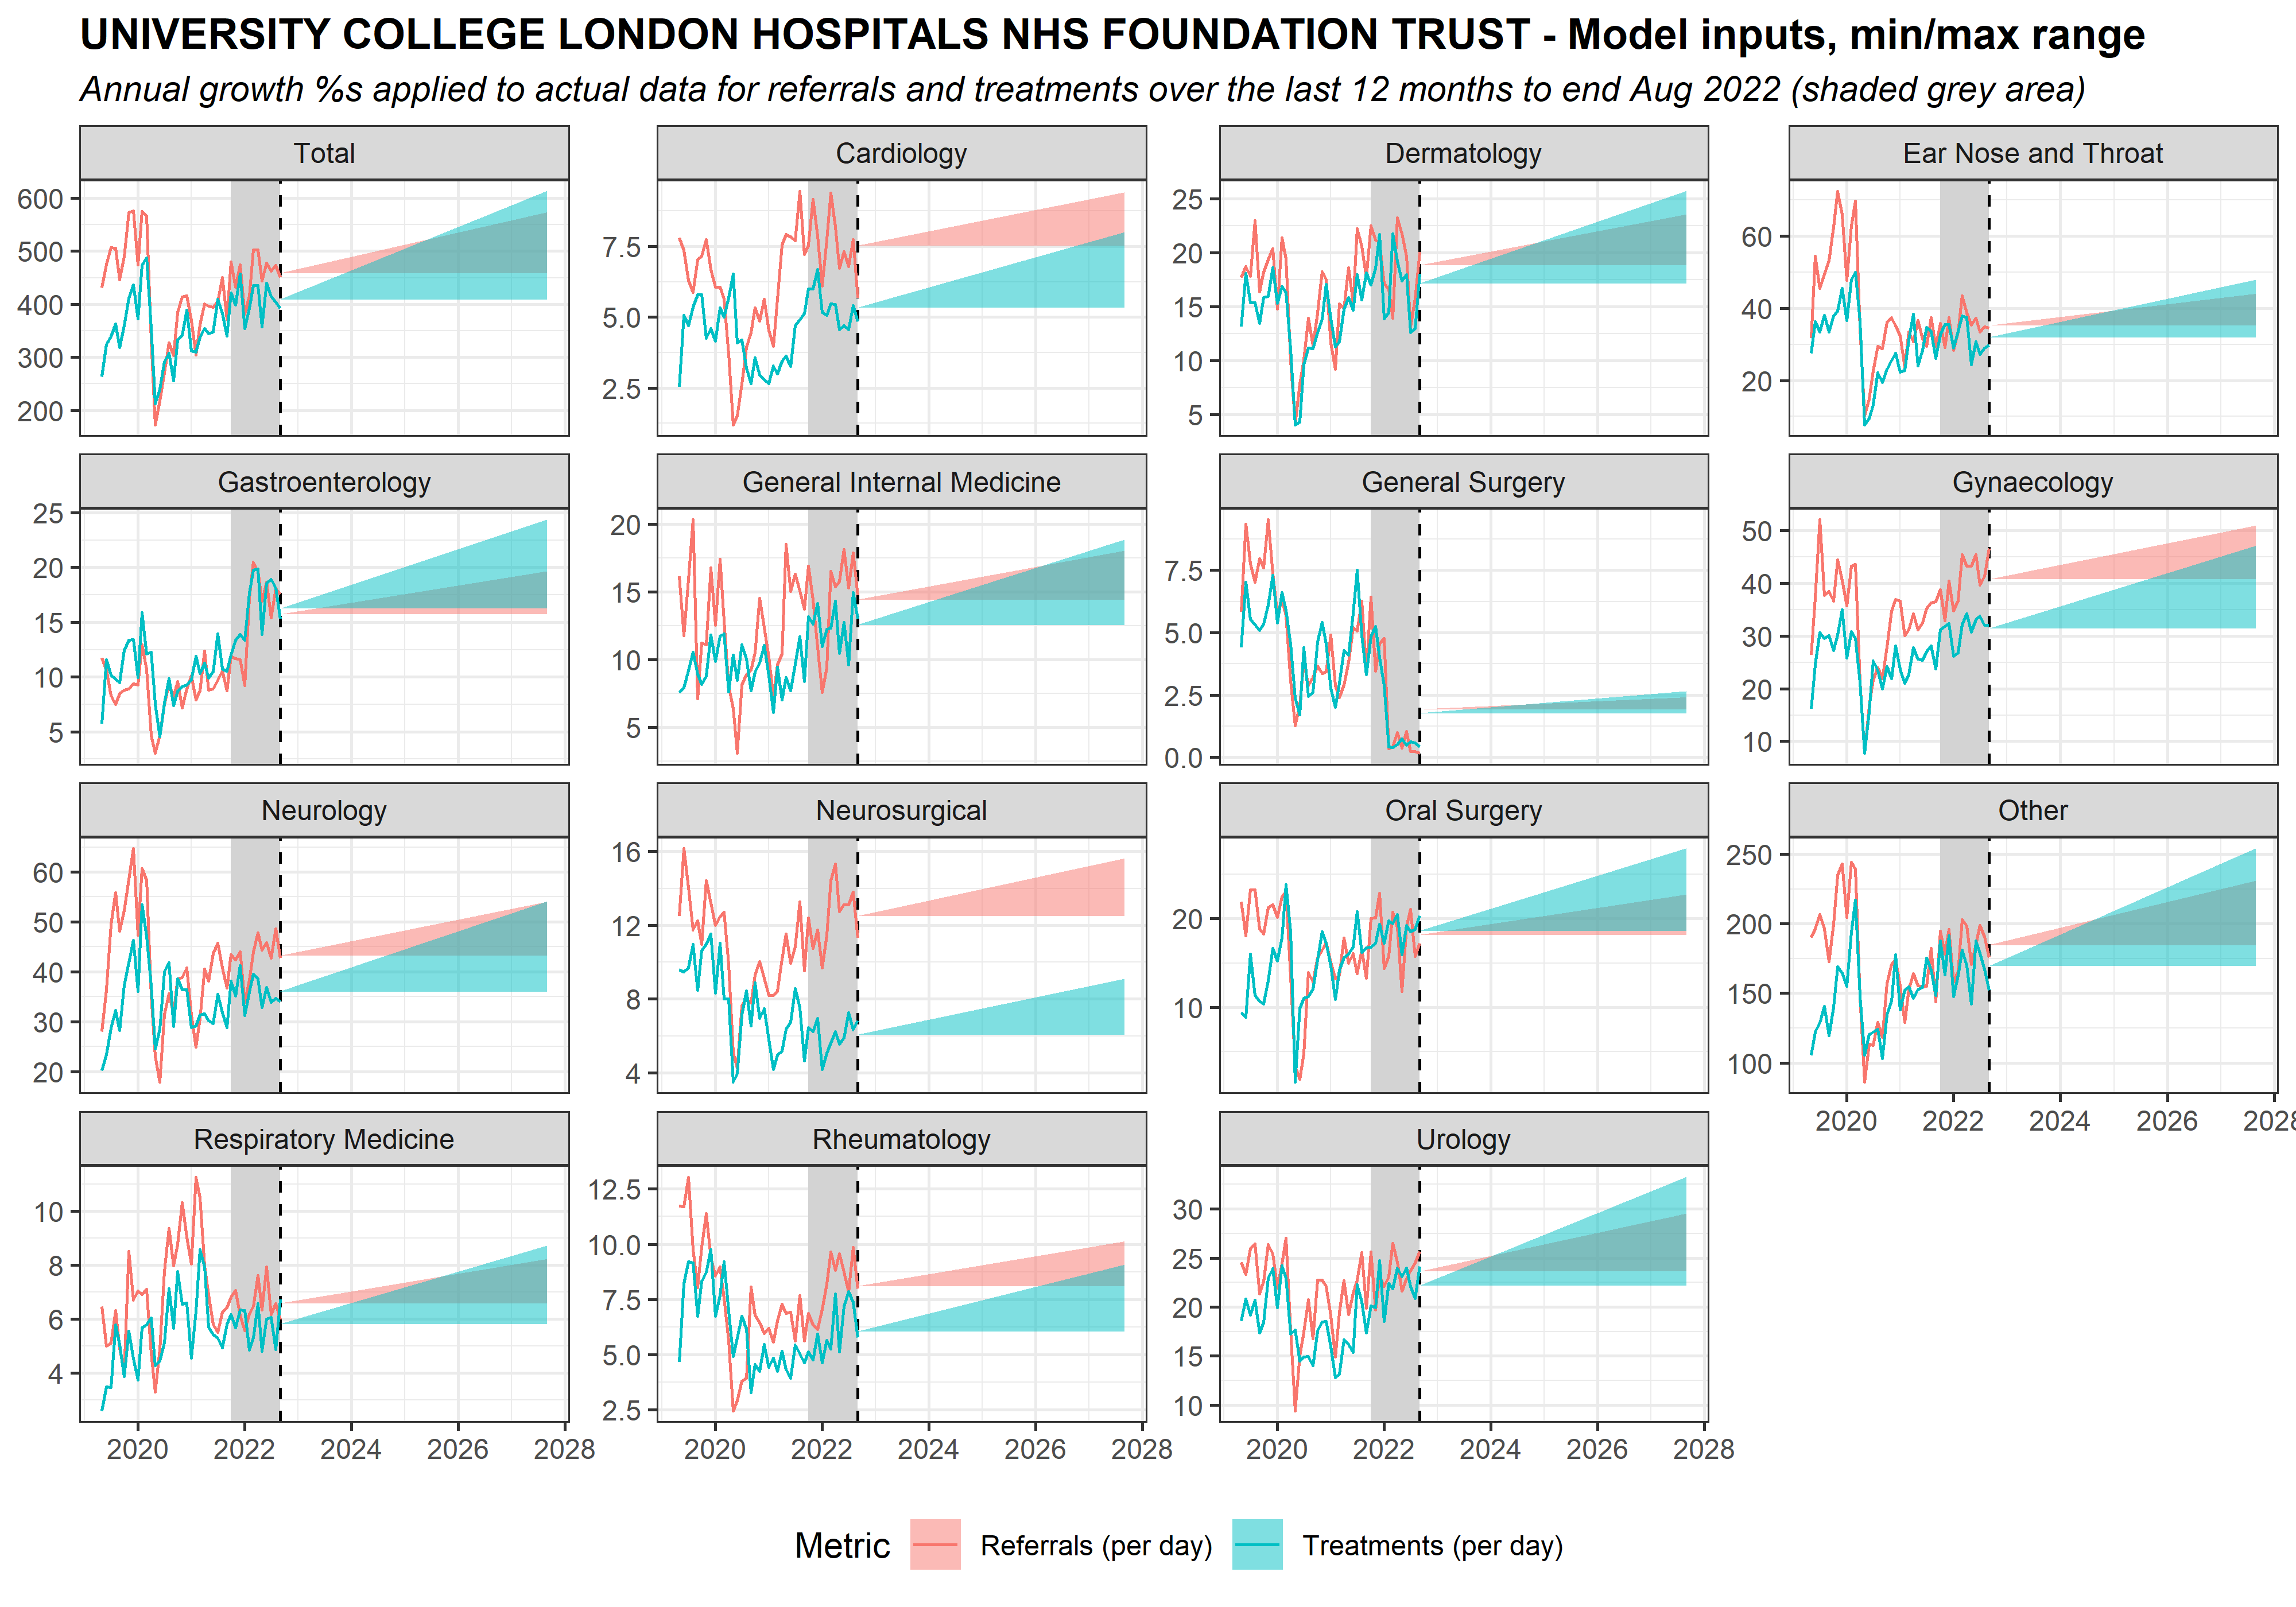 UNIVERSITY COLLEGE LONDON HOSPITALS NHS FOUNDATION TRUST - Model inputs, min/max range
Annual growth %s applied to actual data for referrals and treatments over the last 12 months to end Aug 2022 (shaded grey area)
Total
600
500
400
300
200
Cardiology
7.5
5.0
2.5
Dermatology
25
20
15
10
5
Ear Nose and Throat
60
40
20
Gastroenterology
25
20
15
10
5
General Internal Medicine
20
15
10
5
General Surgery
7.5
5.0
2.5
0.0
Gynaecology
50
40
30
20
10
Neurology
60
50
40
30
20
Neurosurgical
16
12
8
4
Oral Surgery
20
10
Other
250
200
150
100
2020 2022 2024 2026 2028
Respiratory Medicine
10
8
6
4
2020 2022 2024 2026 2028
Rheumatology
12.5
10.0
7.5
5.0
2.5
2020 2022 2024 2026 2028
Urology
30
25
20
15
10
2020 2022 2024 2026 2028
Metric Referrals (per day) Treatments (per day)